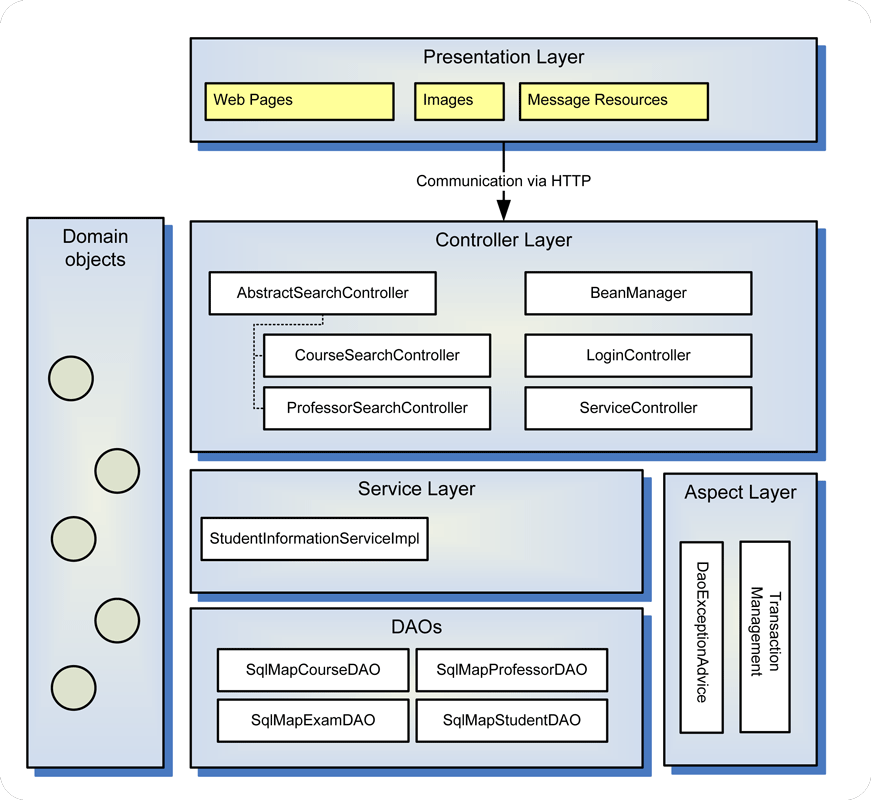 Presentation Layer
Web Pages
Images
Message Resources
Communication via HTTP
Domain
objects
Controller Layer
AbstractSearchController
BeanManager
CourseSearchController
LoginController
ProfessorSearchController
ServiceController
Service Layer
StudentInformationServiceImpl
Aspect Layer
DaoExceptionAdvice
Transaction
Management
DAOs
SqlMapCourseDAO
SqlMapProfessorDAO
SqlMapExamDAO
SqlMapStudentDAO